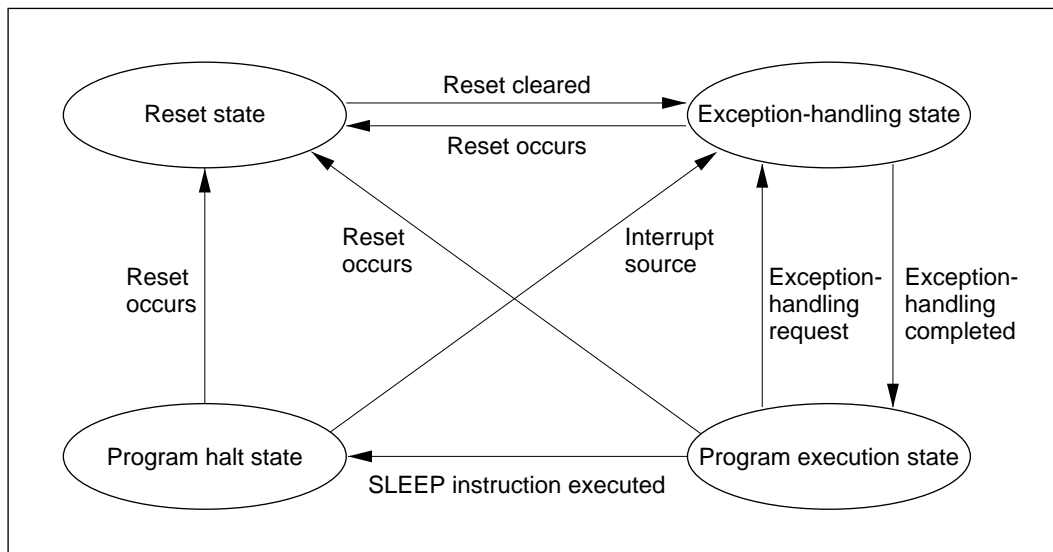 Reset cleared
Reset state
Exception-handling state
Reset occurs
Reset
occurs
Interrupt
source
Reset
occurs
Exception-
handling
request
Exception-
handling
completed
Program halt state
Program execution state
SLEEP instruction executed